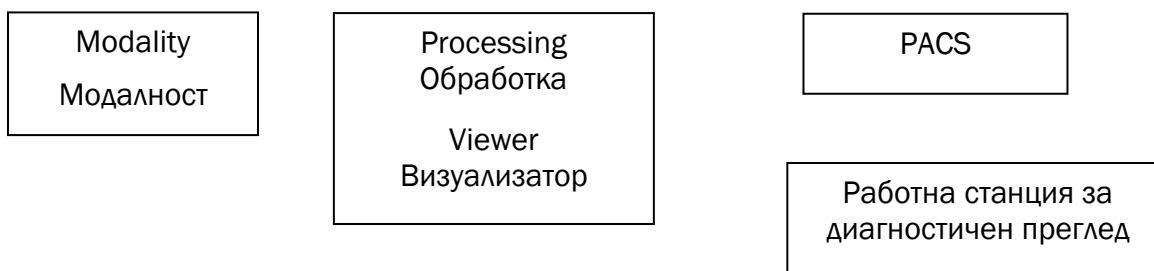 Modality
Модалност
Processing
Обработка
Viewer
Визуализатор
PACS
Работна станция за
диагностичен преглед